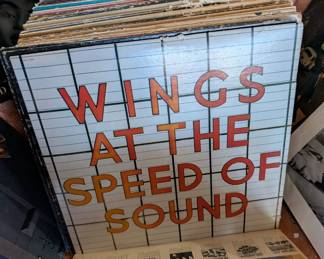 WINGS
AT THE
SPEED OF
SOUND